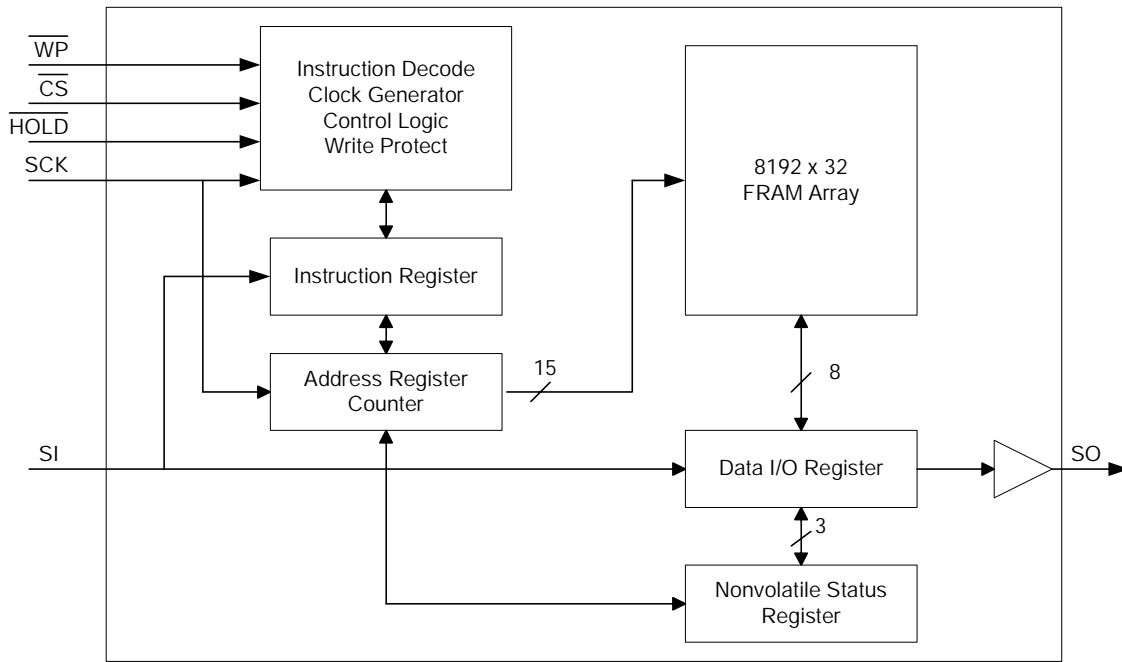 WP
CS
HOLD
SCK
Instruction Decode
Clock Generator
Control Logic
Write Protect
8192 x 32
FRAM Array
Instruction Register
Address Register
Counter
15
8
SI
Data I/O Register
SO
3
Nonvolatile Status
Register